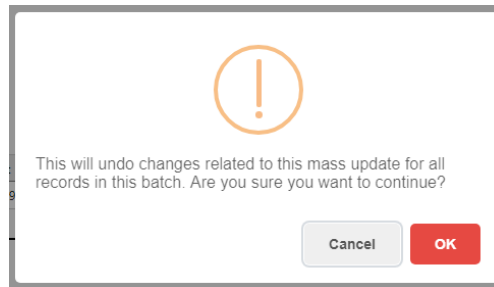 This will undo changes related to this mass update for all
records in this batch. Are you sure you want to continue?
Cancel OK